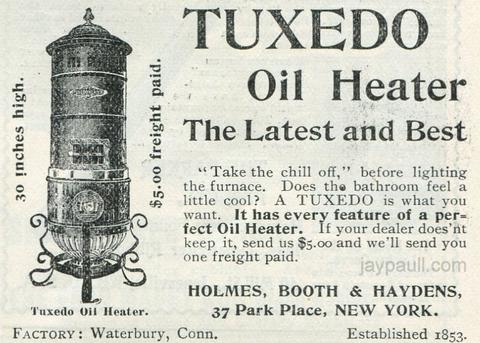 TUXEDO
Oil Heater
The Latest and Best
30 inches high.
$5.00 freight paid.
"Take the chill off," before lighting
the furnace. Does the bathroom feel a
little cool? A TUXEDO is what you
want. It has every feature of a per-
fect Oil Heater. If your dealer does'nt
keep it, send us $5.00 and we'll send you
one freight paid.
jaypaull.com
HOLMES, BOOTH & HAYDENS,
37 Park Place, NEW YORK.
Tuxedo Oil Heater.
FACTORY: Waterbury, Conn.
Established 1853.